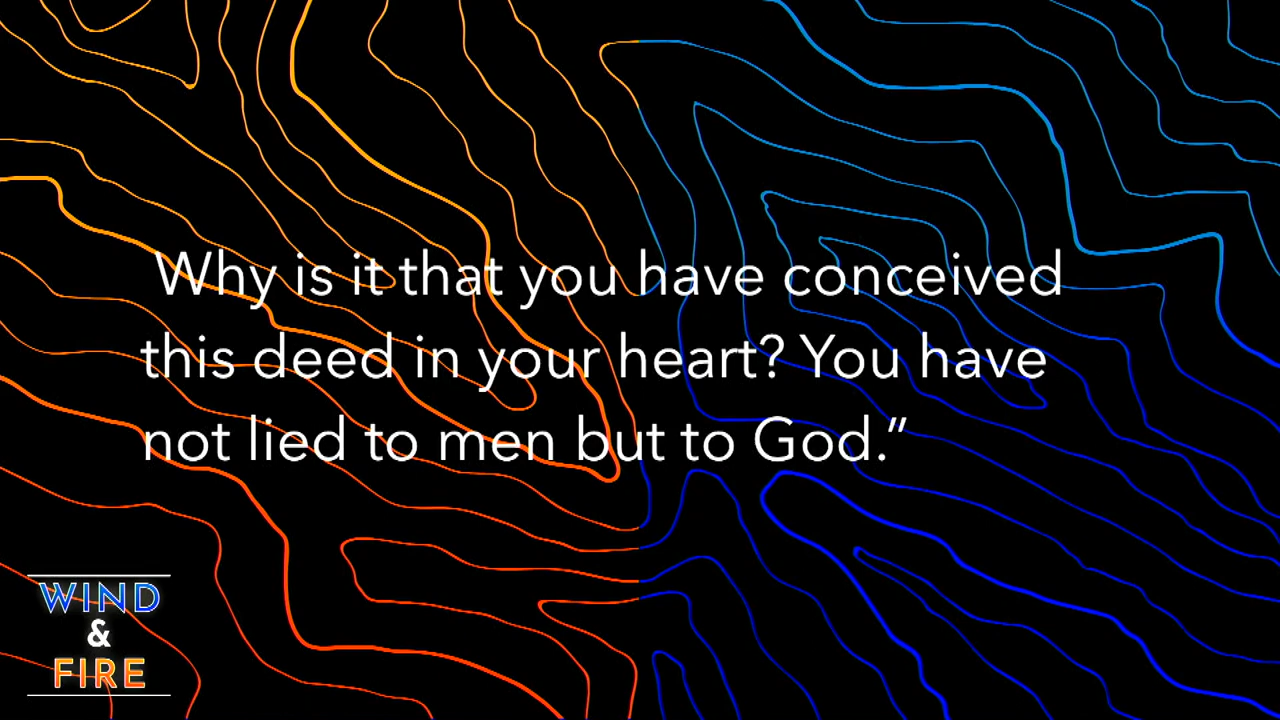 Why is it that you have conceived
this deed in your heart? You have
not lied to men but to God.”
WIND
&
FIRE